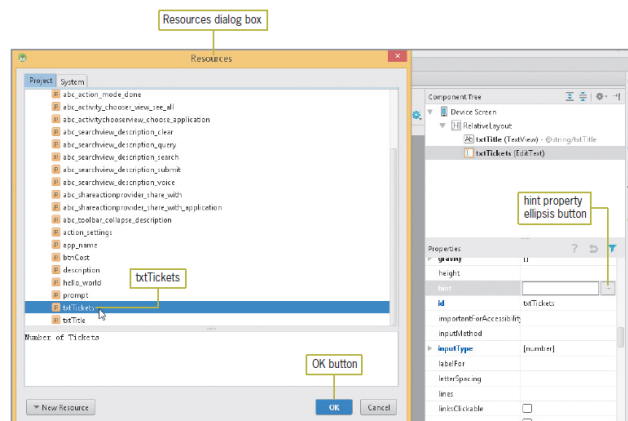 Resources dialog box
Resources
Project System
abc_action_mode_done
abc_activity_chooser_view_see_all
abc_activitychooserview_choose_application
abc_searchview_description_clear
abc_searchview_description_query
abc_searchview_description_search
abc_searchview_description_submit
abc_searchview_description_voice
abc_shareactionprovider_share_with
abc_shareactionprovider_share_with_application
abc_toolbar_collapse_description
action_settings
app_name
btnCost
description
hello_world
prompt
txtTickets
txtTitle
txtTickets
Number of Tickets
OK button
New Resource
OK
Cancel
Component Tree
Device Screen
RelativeLayout
Ab txtTitle (TextView) - @string/txtTitle
txtTickets (EditText)
hint property
ellipsis button
Properties
gravity []
height
hint
id txtTickets
importantForAccessibility
inputMethod
inputType [number]
labelFor
letterSpacing
lines
linksClickable